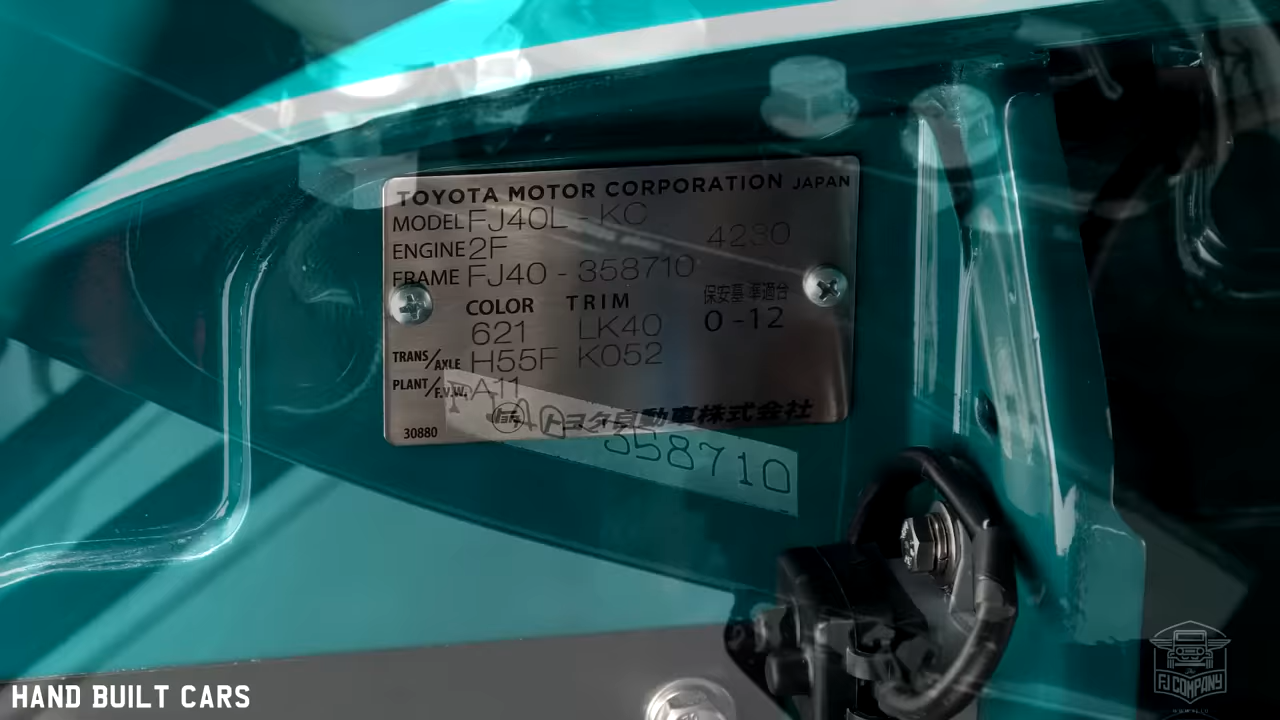 TOYOTA MOTOR CORPORATION JAPAN
MODEL FJ40L - KC
ENGINE 2F 4230
FRAME FJ40 - 358710
COLOR TRIM 保安基準適合
621 LK40 0-12
TRANS/AXLE H55F K052
PLANT/F.V.W. A11
トヨタ自動車株式会社
30880
358710
HAND BUILT CARS
FJ COMPANY